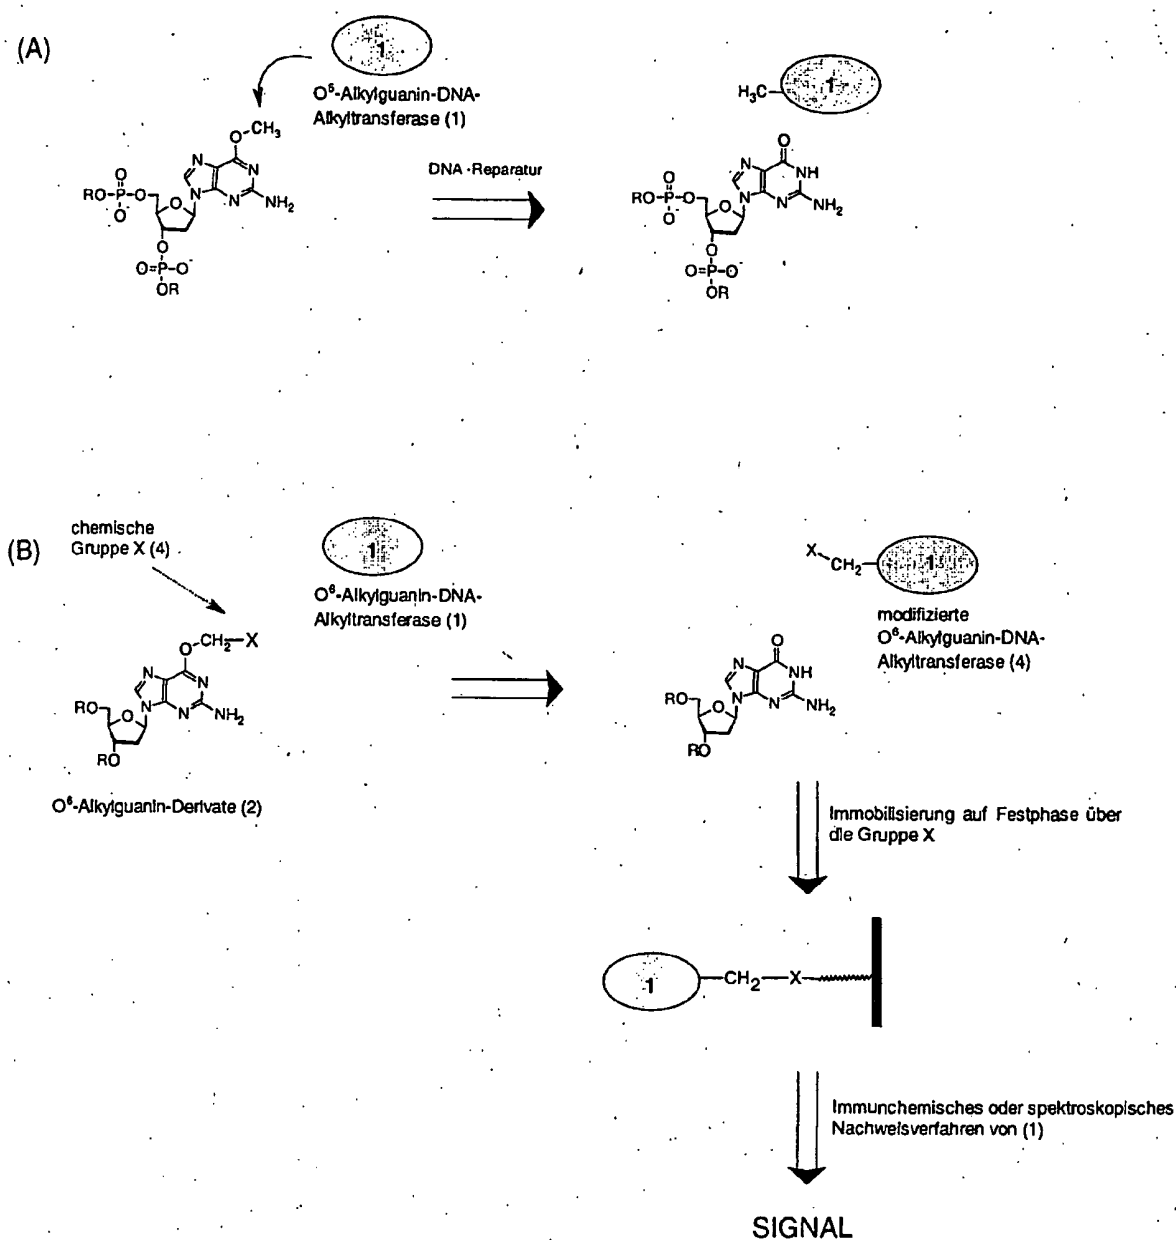 (A)
1
O⁶-Alkylguanin-DNA-
Alkyltransferase (1)
O-CH₃
N
N
N
N
NH₂
RO-P-O
O
O⁻
O
O
O=P-O⁻
OR
DNA-Reparatur
H₃C
1
O
N
NH
N
N
NH₂
RO-P-O
O
O⁻
O
O
O=P-O⁻
OR
chemische
Gruppe X (4)
(B)
1
O⁶-Alkylguanin-DNA-
Alkyltransferase (1)
O-CH₂-X
N
N
N
N
NH₂
RO
O
RO
O⁶-Alkylguanin-Derivate (2)
X-CH₂
1
modifizierte
O⁶-Alkylguanin-DNA-
Alkyltransferase (4)
O
N
NH
N
N
NH₂
RO
O
RO
Immobilisierung auf Festphase über
die Gruppe X
1
CH₂-X
Immunchemisches oder spektroskopisches
Nachweisverfahren von (1)
SIGNAL